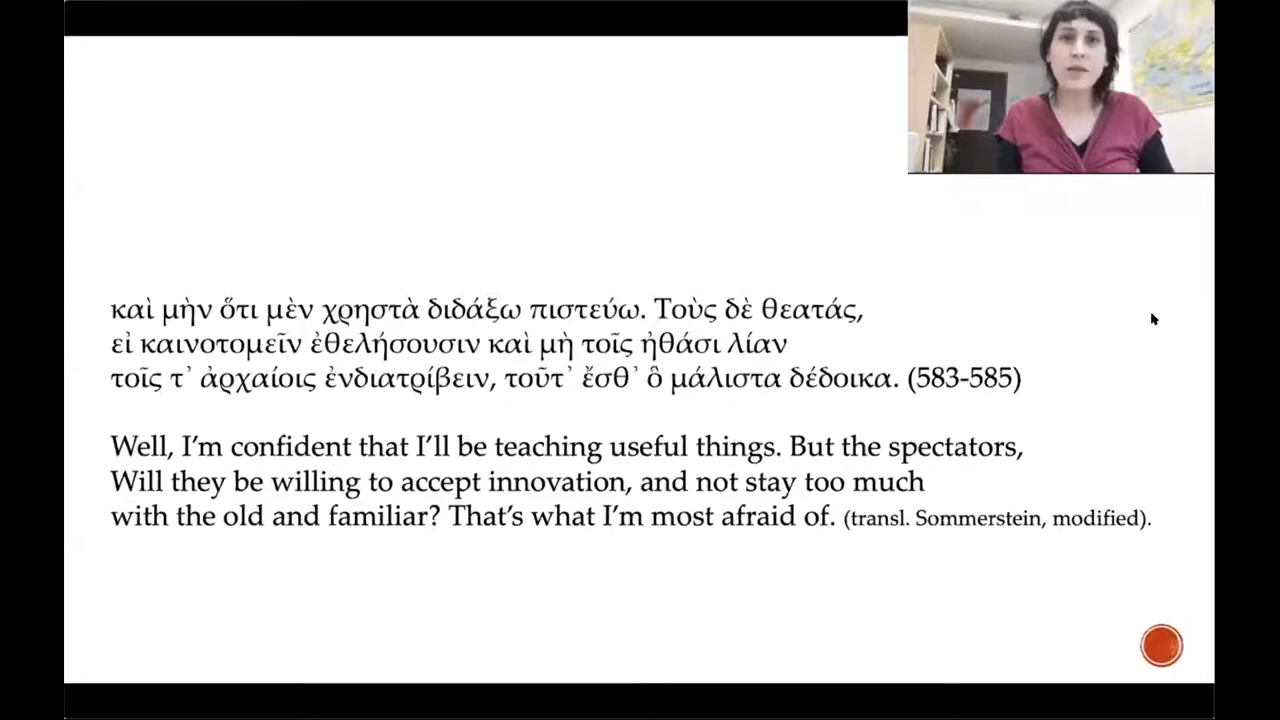 καὶ μὴν ὅτι μὲν χρηστὰ διδάξω πιστεύω. Τοὺς δὲ θεατάς,
εἰ καινοτομεῖν ἐθελήσουσιν καὶ μὴ τοῖς ἠθάσι λίαν
τοῖς τ᾽ ἀρχαίοις ἐνδιατρίβειν, τοῦτ᾽ ἔσθ᾽ ὃ μάλιστα δέδοικα. (583-585)
Well, I’m confident that I’ll be teaching useful things. But the spectators,
Will they be willing to accept innovation, and not stay too much
with the old and familiar? That’s what I’m most afraid of. (transl. Sommerstein, modified).